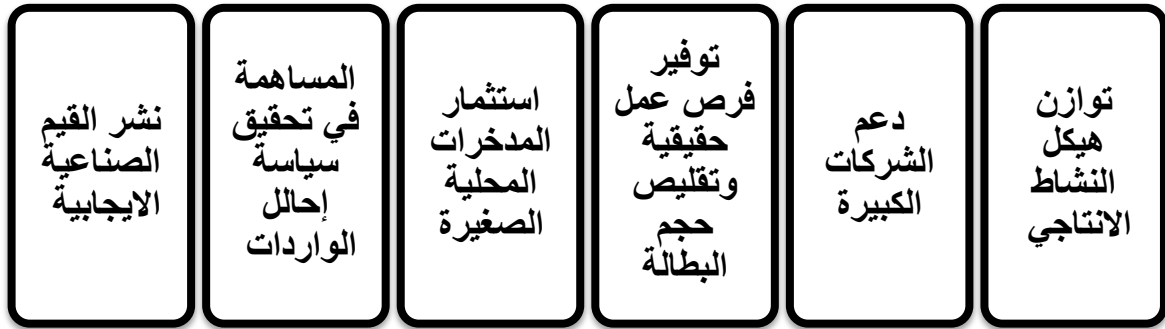 توازن
هيكل
النشاط
الانتاجي
دعم
الشركات
الكبيرة
توفير
فرص عمل
حقيقية
وتقليص
حجم
البطالة
استثمار
المدخرات
المحلية
الصغيرة
المساهمة
في تحقيق
سياسة
إحالل
الواردات
نشر القيم
الصناعية
الايجابية